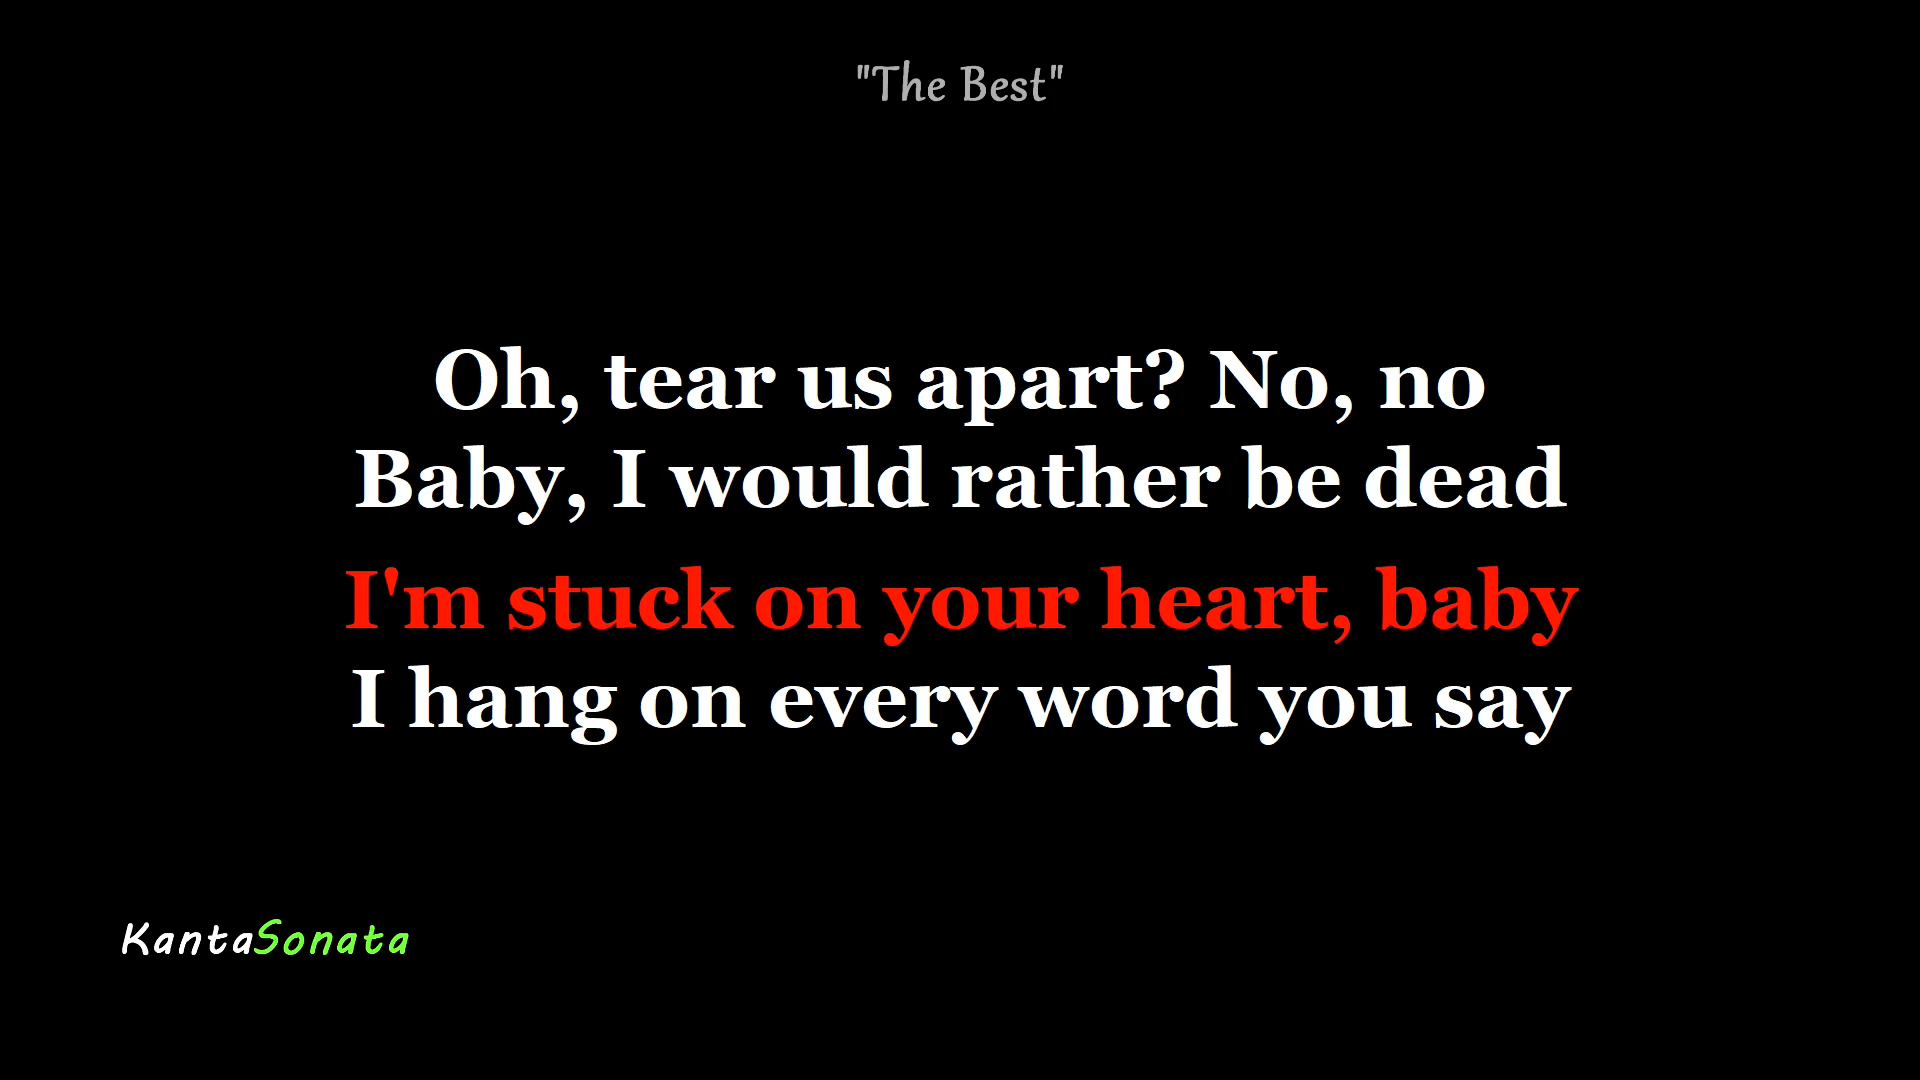 "The Best"
Oh, tear us apart? No, no
Baby, I would rather be dead
I'm stuck on your heart, baby
I hang on every word you say
KantaSonata